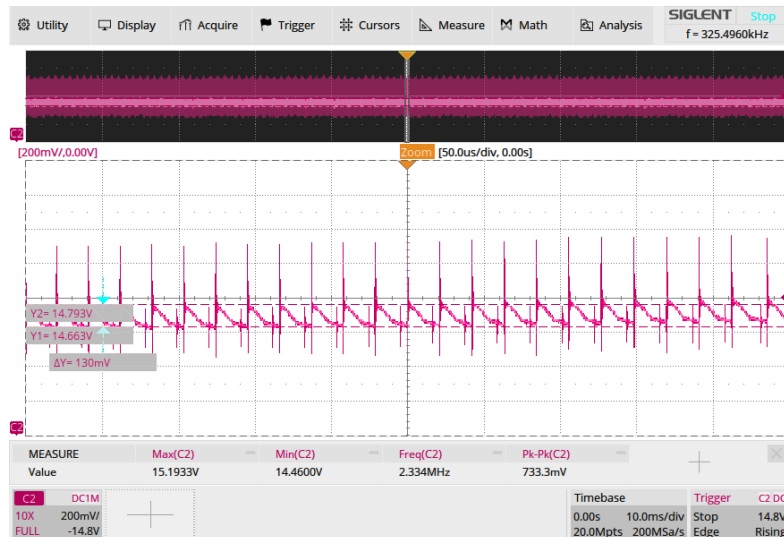 Utility Display Acquire Trigger Cursors Measure Math Analysis SIGLENT Stop
f = 325.4960kHz
C2
[200mV/,0.00V] Zoom [50.0us/div, 0.00s]
Y2= 14.793V
Y1= 14.663V
ΔY= 130mV
C2
MEASURE Max(C2) Min(C2) Freq(C2) Pk-Pk(C2)
Value 15.1933V 14.4600V 2.334MHz 733.3mV
C2 DC1M Timebase Trigger C2 DC
10X 200mV/ 0.00s 10.0ms/div Stop 14.8V
FULL -14.8V 20.0Mpts 200MSa/s Edge Rising